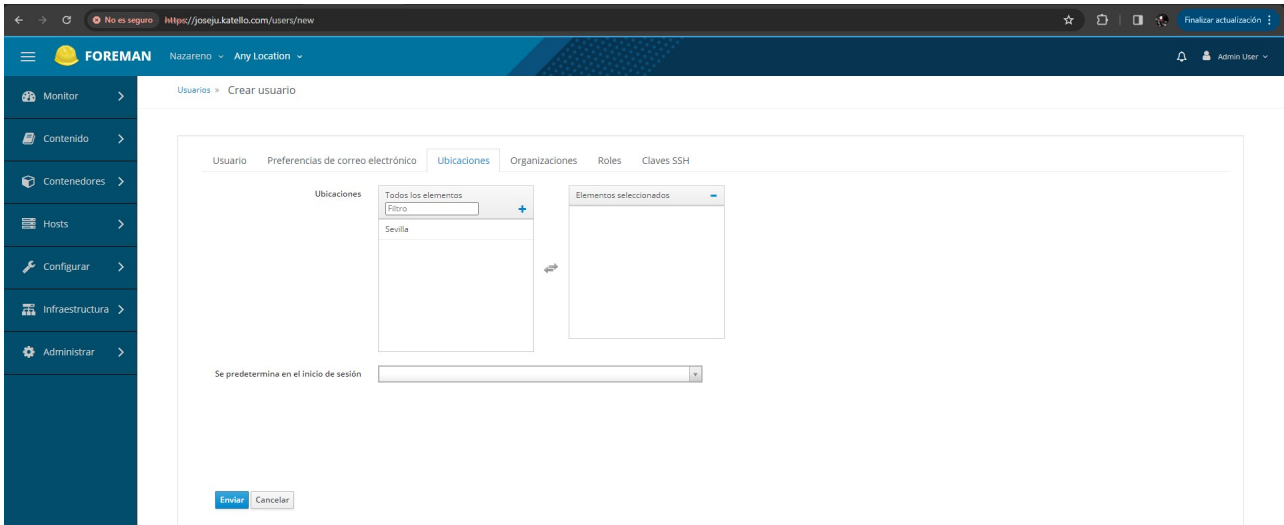 No es seguro https://joseju.katello.com/users/new Finalizar actualización
FOREMAN Nazareno Any Location Admin User
Monitor
Contenido
Contenedores
Hosts
Configurar
Infraestructura
Administrar
Usuarios » Crear usuario
Usuario Preferencias de correo electrónico Ubicaciones Organizaciones Roles Claves SSH
Ubicaciones
Todos los elementos
Filtro
Sevilla
Elementos seleccionados
Se predetermina en el inicio de sesión
Enviar Cancelar